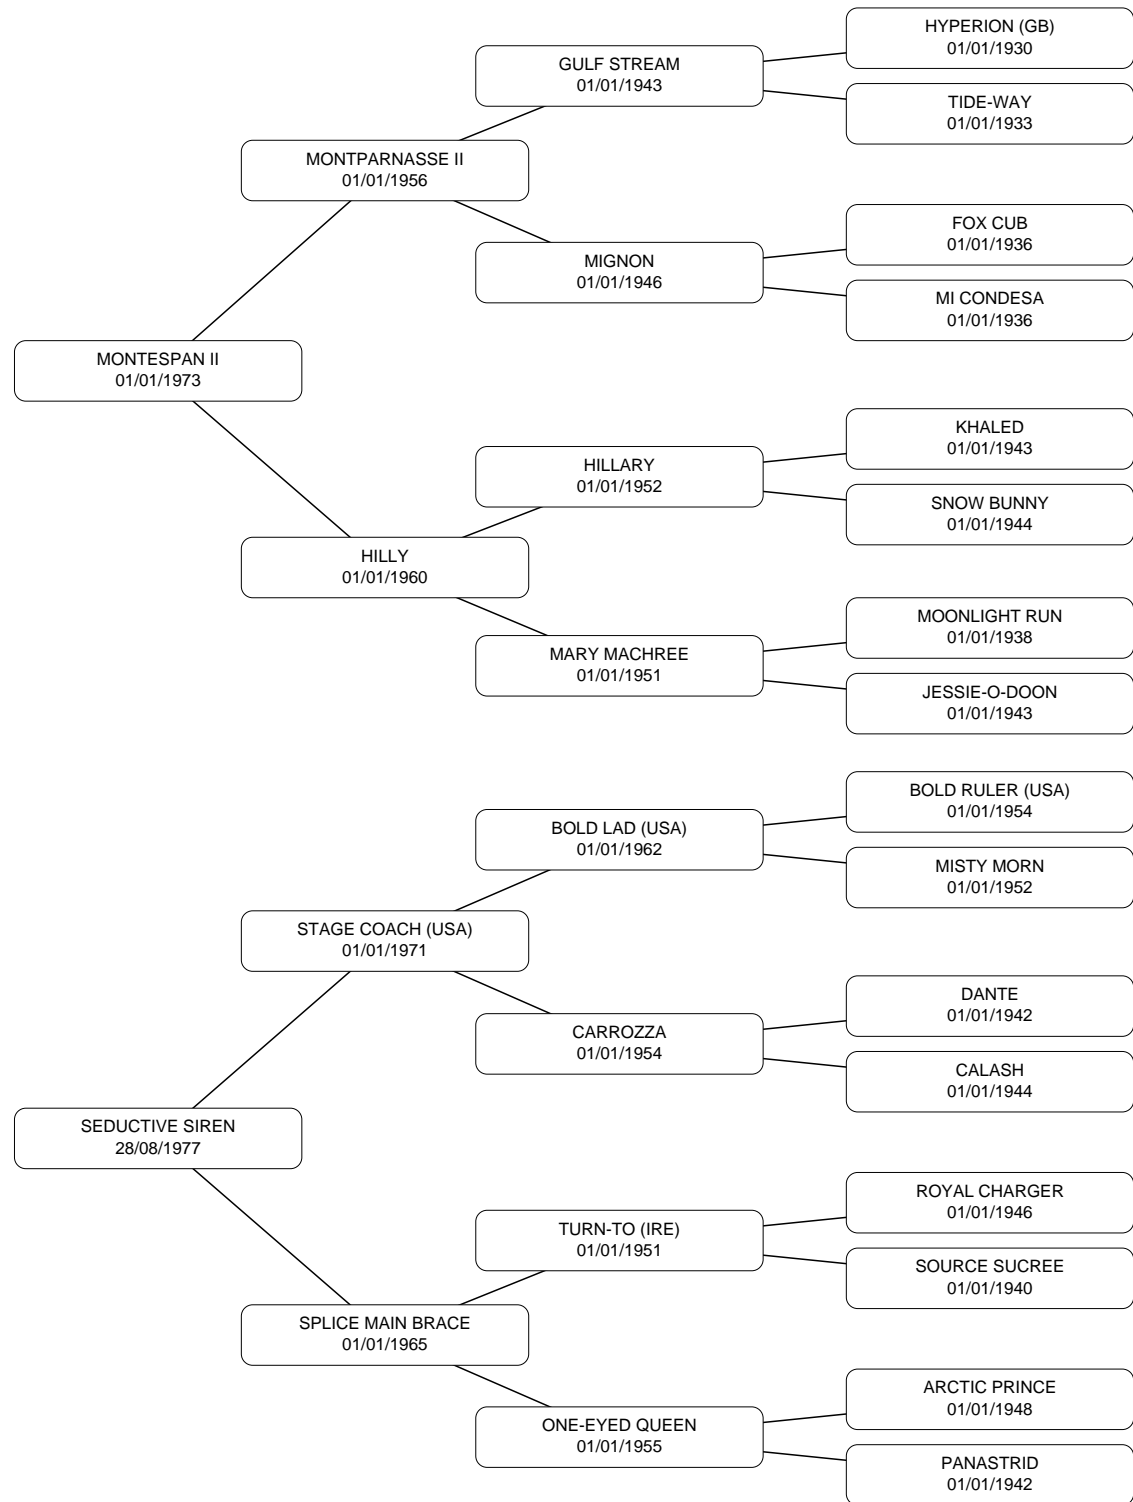 HYPERION (GB)
01/01/1930
GULF STREAM
01/01/1943
TIDE-WAY
01/01/1933
MONTPARNASSE II
01/01/1956
FOX CUB
01/01/1936
MIGNON
01/01/1946
MI CONDESA
01/01/1936
MONTESPAN II
01/01/1973
KHALED
01/01/1943
HILLARY
01/01/1952
SNOW BUNNY
01/01/1944
HILLY
01/01/1960
MOONLIGHT RUN
01/01/1938
MARY MACHREE
01/01/1951
JESSIE-O-DOON
01/01/1943
BOLD RULER (USA)
01/01/1954
BOLD LAD (USA)
01/01/1962
MISTY MORN
01/01/1952
STAGE COACH (USA)
01/01/1971
DANTE
01/01/1942
CARROZZA
01/01/1954
CALASH
01/01/1944
SEDUCTIVE SIREN
28/08/1977
ROYAL CHARGER
01/01/1946
TURN-TO (IRE)
01/01/1951
SOURCE SUCREE
01/01/1940
SPLICE MAIN BRACE
01/01/1965
ARCTIC PRINCE
01/01/1948
ONE-EYED QUEEN
01/01/1955
PANASTRID
01/01/1942